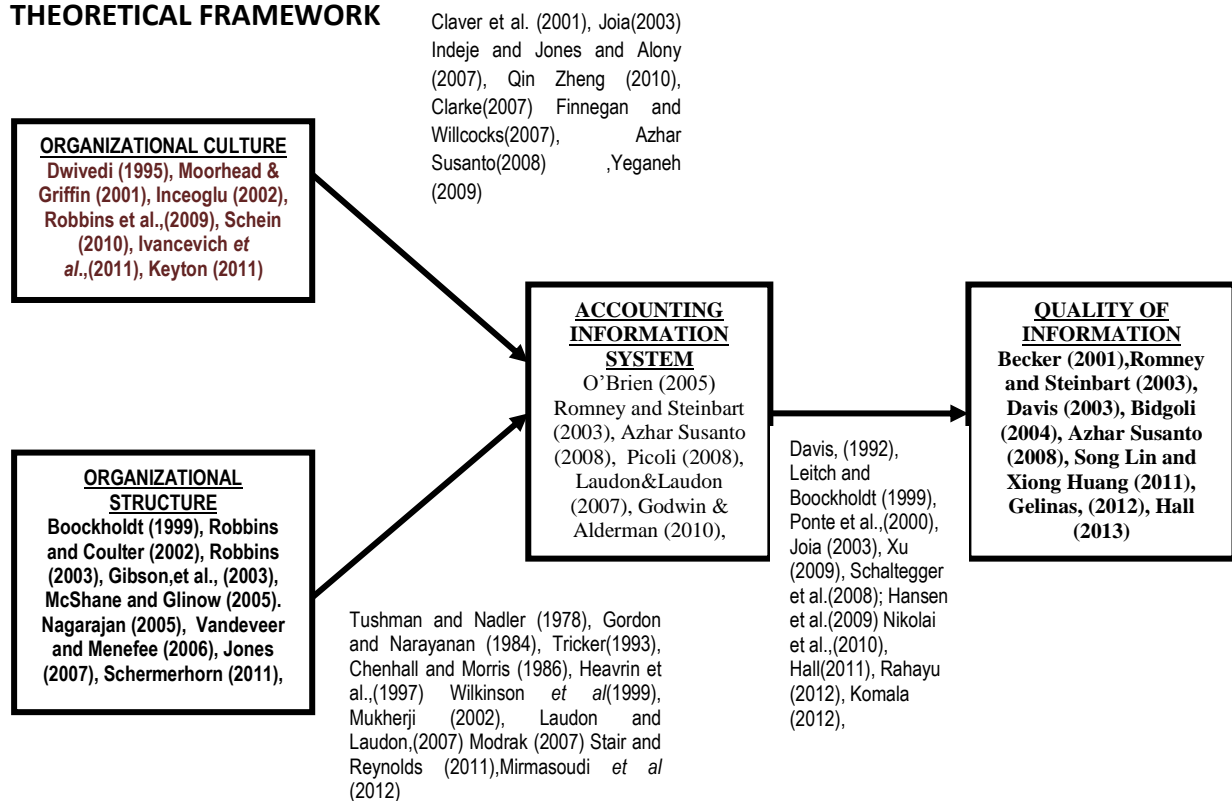 THEORETICAL FRAMEWORK
Claver et al. (2001), Joia(2003)
Indeje and Jones and Alony
(2007), Qin Zheng (2010),
Clarke(2007) Finnegan and
Willcocks(2007), Azhar
Susanto(2008) ,Yeganeh
(2009)
ORGANIZATIONAL CULTURE
Dwivedi (1995), Moorhead &
Griffin (2001), Inceoglu (2002),
Robbins et al.,(2009), Schein
(2010), Ivancevich et
al.,(2011), Keyton (2011)
ACCOUNTING
INFORMATION
SYSTEM
O’Brien (2005)
Romney and Steinbart
(2003), Azhar Susanto
(2008), Picoli (2008),
Laudon&Laudon
(2007), Godwin &
Alderman (2010),
QUALITY OF
INFORMATION
Becker (2001),Romney
and Steinbart (2003),
Davis (2003), Bidgoli
(2004), Azhar Susanto
(2008), Song Lin and
Xiong Huang (2011),
Gelinas, (2012), Hall
(2013)
ORGANIZATIONAL
STRUCTURE
Boockholdt (1999), Robbins
and Coulter (2002), Robbins
(2003), Gibson,et al., (2003),
McShane and Glinow (2005).
Nagarajan (2005), Vandeveer
and Menefee (2006), Jones
(2007), Schermerhorn (2011),
Davis, (1992),
Leitch and
Boockholdt (1999),
Ponte et al.,(2000),
Joia (2003), Xu
(2009), Schaltegger
et al.(2008); Hansen
et al.(2009) Nikolai
et al.,(2010),
Hall(2011), Rahayu
(2012), Komala
(2012),
Tushman and Nadler (1978), Gordon
and Narayanan (1984), Tricker(1993),
Chenhall and Morris (1986), Heavrin et
al.,(1997) Wilkinson et al(1999),
Mukherji (2002), Laudon and
Laudon,(2007) Modrak (2007) Stair and
Reynolds (2011),Mirmasoudi et al
(2012)